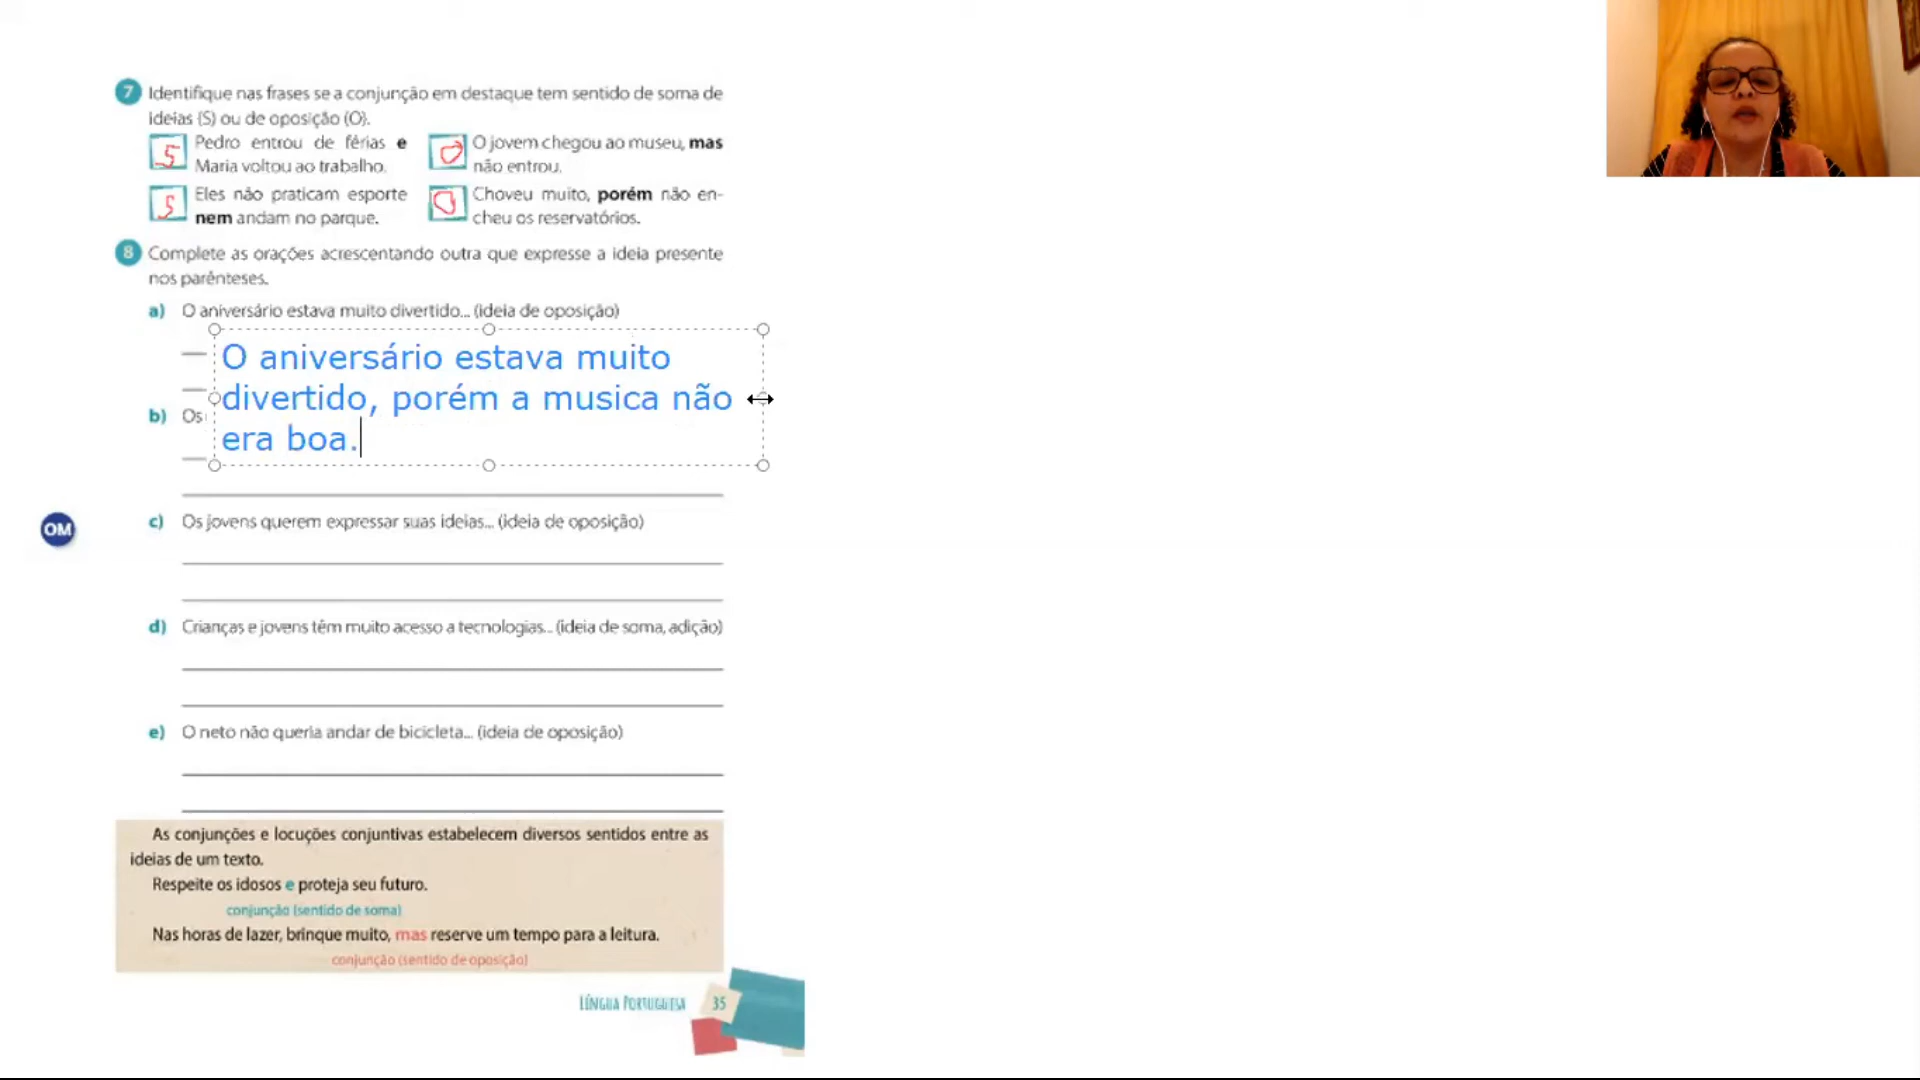 7 Identifique nas frases se a conjunção em destaque tem sentido de soma de
ideias (S) ou de oposição (O).
S Pedro entrou de férias e
Maria voltou ao trabalho.
O O jovem chegou ao museu, mas
não entrou.
S Eles não praticam esporte
nem andam no parque.
O Choveu muito, porém não en-
cheu os reservatórios.
8 Complete as orações acrescentando outra que expresse a ideia presente
nos parênteses.
a) O aniversário estava muito divertido... (ideia de oposição)
O aniversário estava muito
divertido, porém a musica não
era boa.
b) Os
OM
c) Os jovens querem expressar suas ideias... (ideia de oposição)
d) Crianças e jovens têm muito acesso a tecnologias... (ideia de soma, adição)
e) O neto não queria andar de bicicleta... (ideia de oposição)
As conjunções e locuções conjuntivas estabelecem diversos sentidos entre as
ideias de um texto.
Respeite os idosos e proteja seu futuro.
conjunção (sentido de soma)
Nas horas de lazer, brinque muito, mas reserve um tempo para a leitura.
conjunção (sentido de oposição)
LÍNGUA PORTUGUESA 35